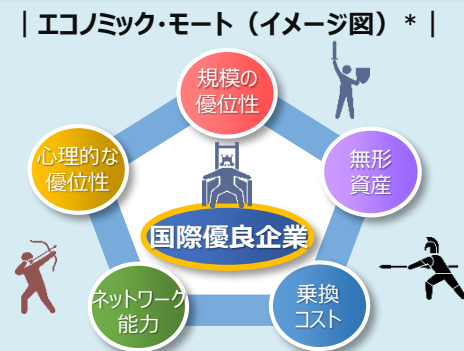 |エコノミック･モート（イメージ図）*|
規模の
優位性
心理的な
優位性
無形
資産
国際優良企業
ネットワーク
能力
乗換
コスト